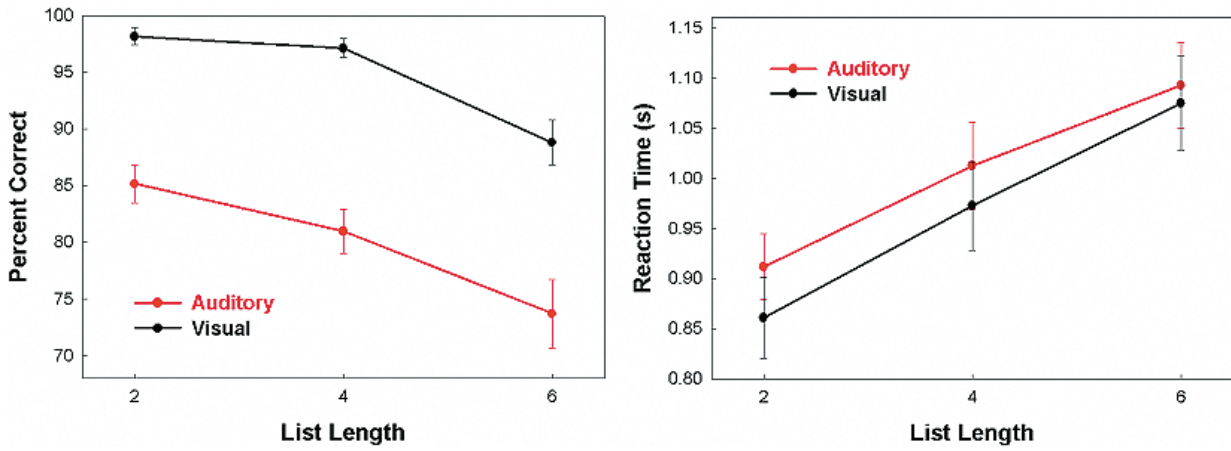 100
95
90
85
80
75
70
Percent Correct
Auditory
Visual
2 4 6
List Length
1.15
1.10
1.05
1.00
0.95
0.90
0.85
0.80
Reaction Time (s)
Auditory
Visual
2 4 6
List Length